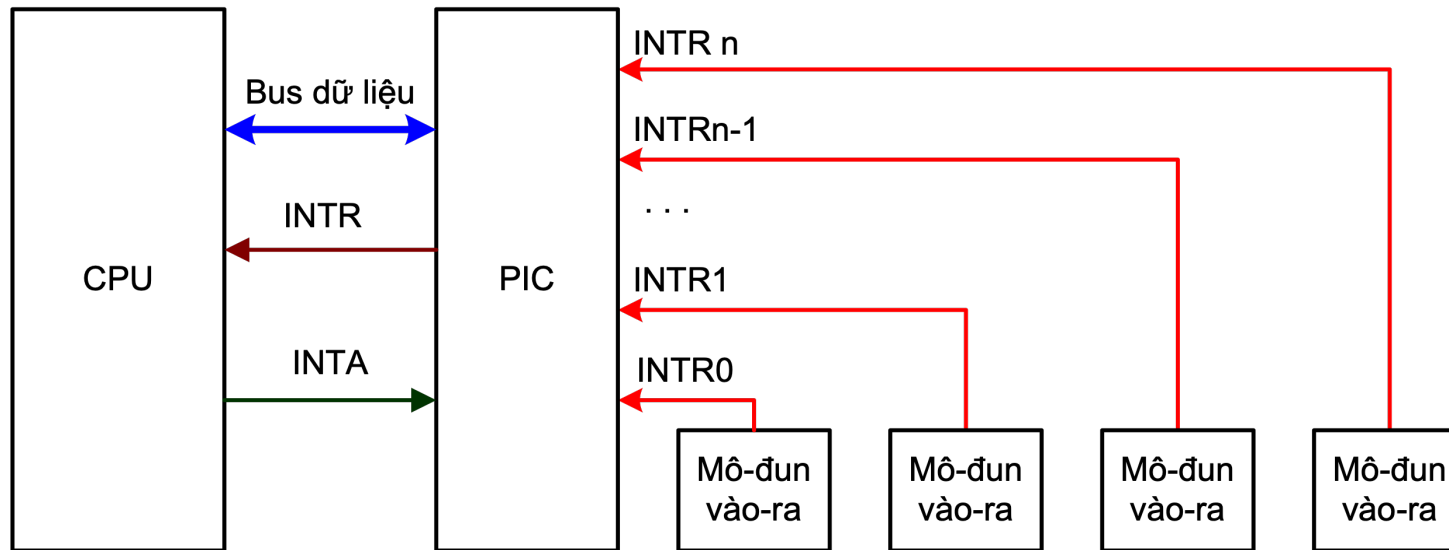 INTR n
Bus dữ liệu
INTRn-1
. . .
INTR
CPU
PIC
INTR1
INTA
INTR0
Mô-đun
vào-ra
Mô-đun
vào-ra
Mô-đun
vào-ra
Mô-đun
vào-ra